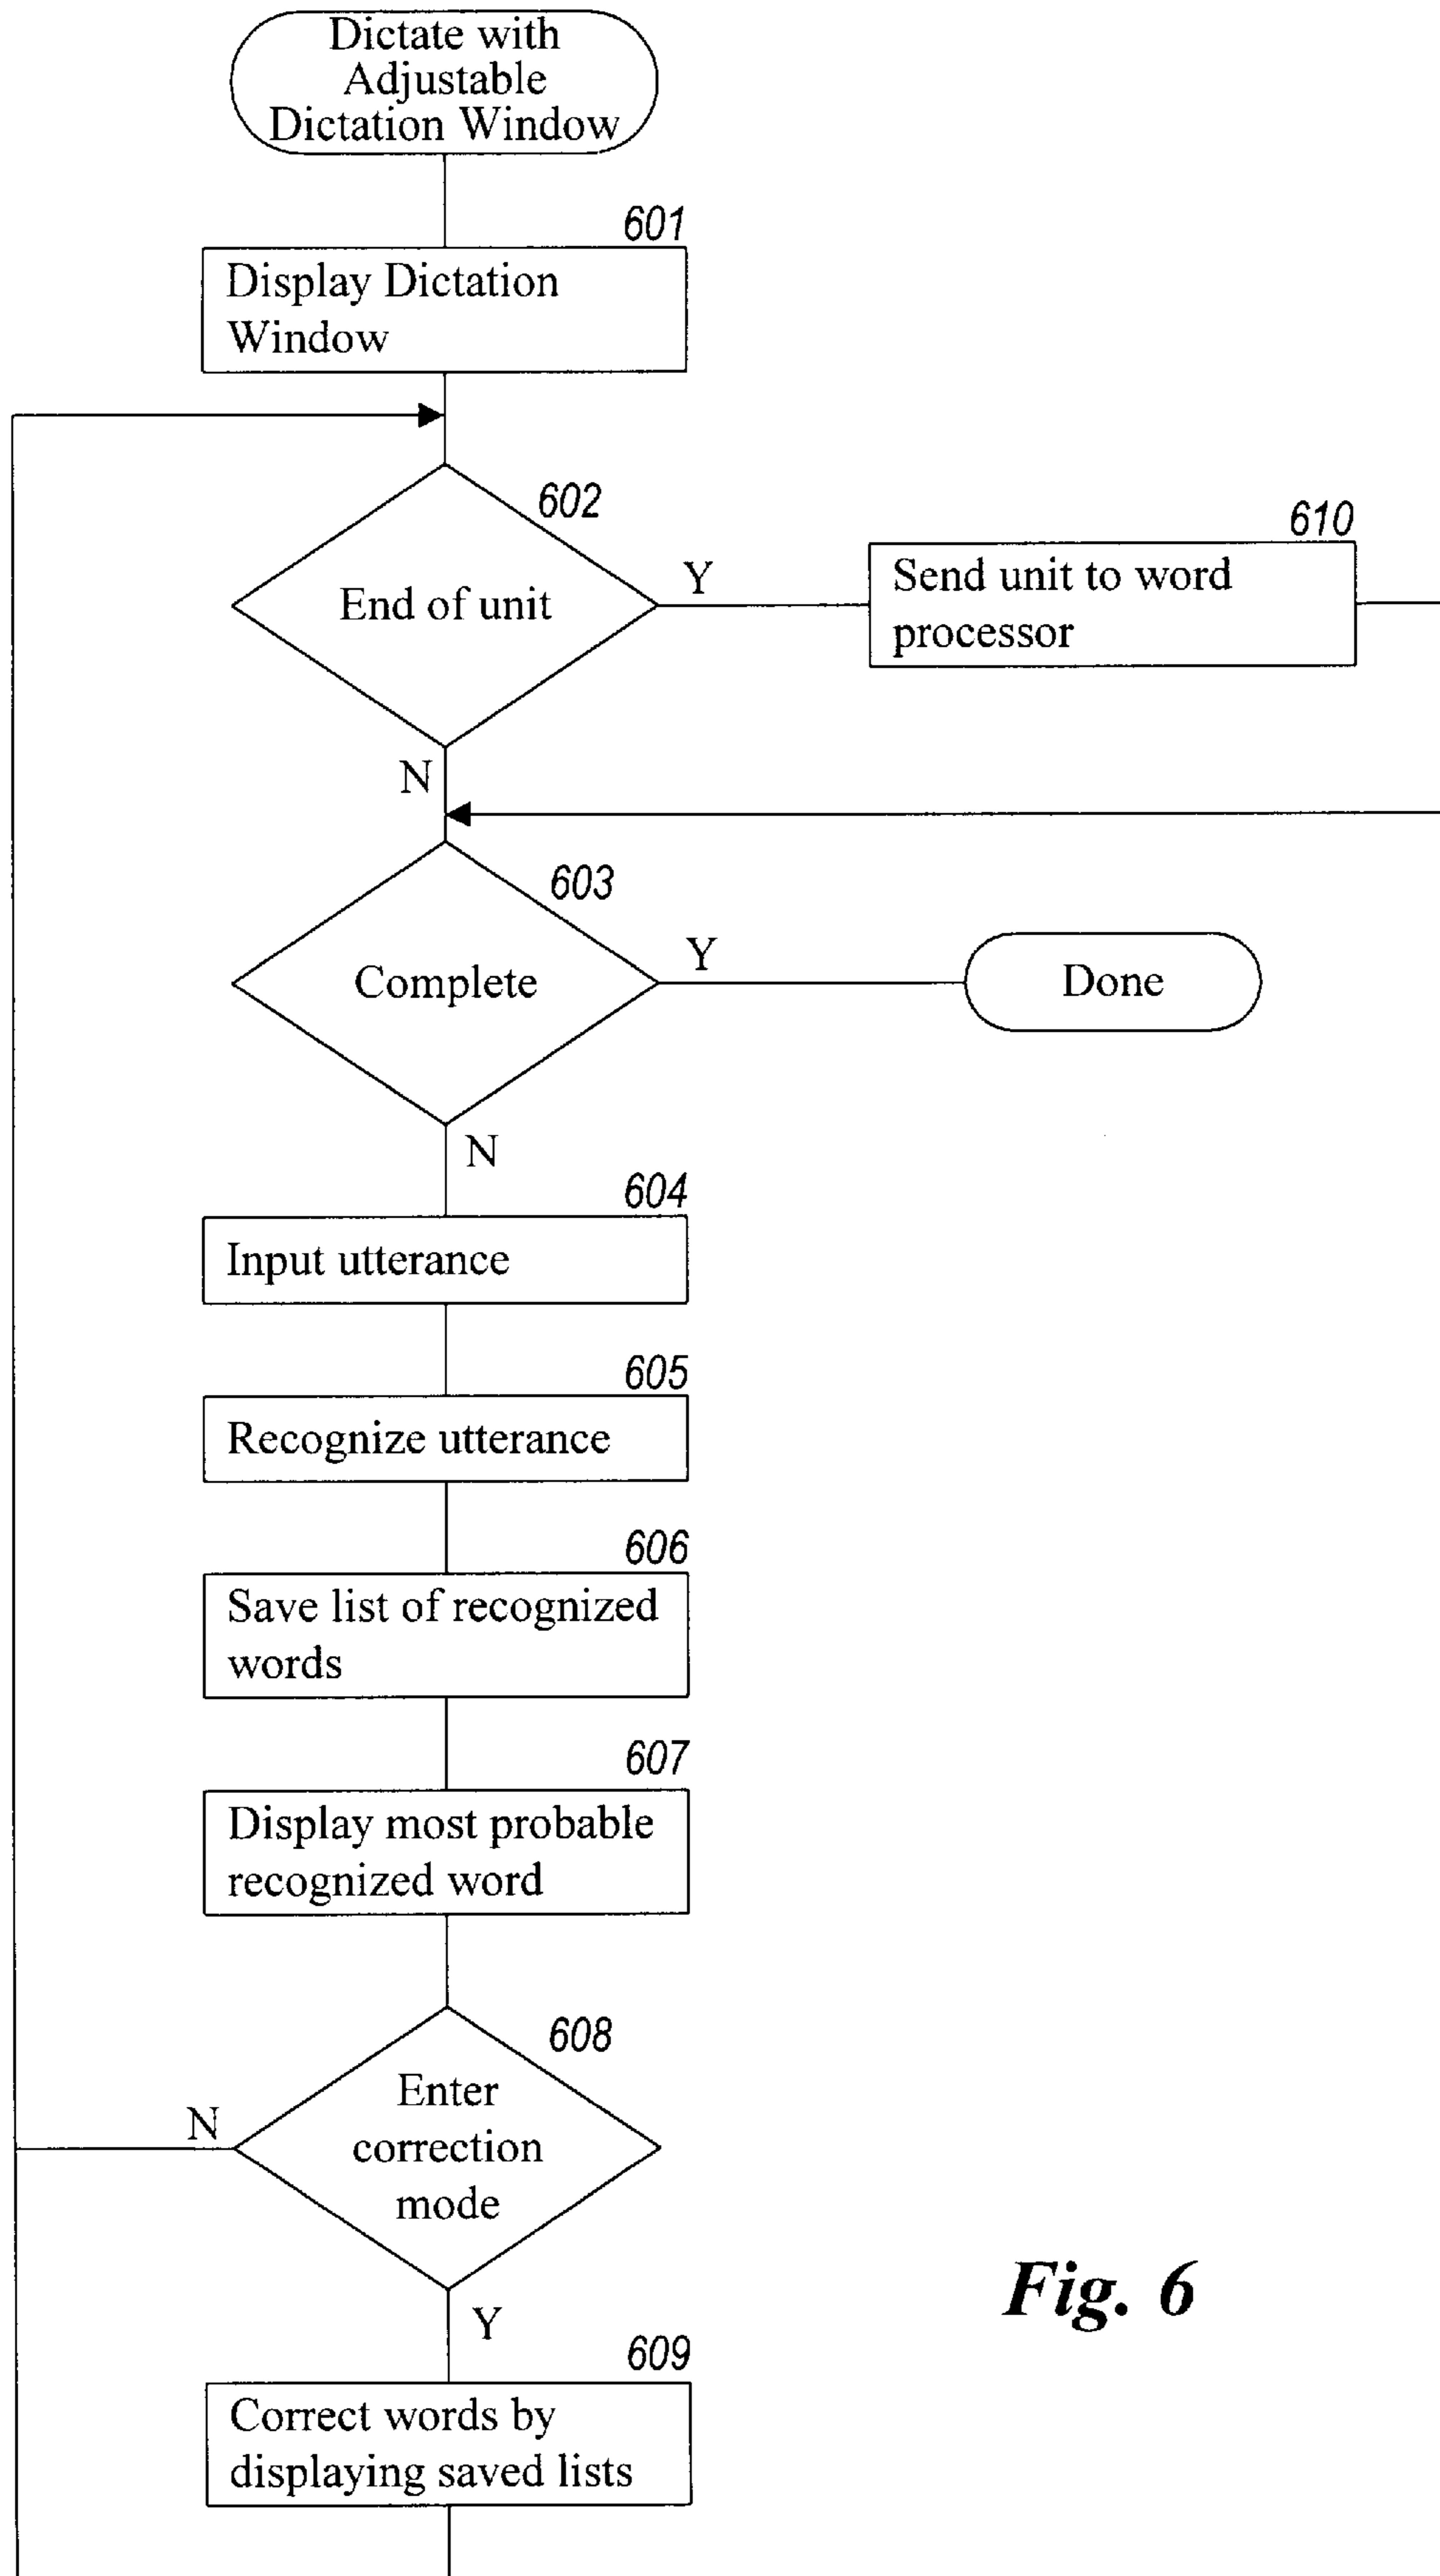 Dictate with
Adjustable
Dictation Window
601
Display Dictation
Window
602
End of unit
Y
610
Send unit to word
processor
N
603
Complete
Y
Done
N
604
Input utterance
605
Recognize utterance
606
Save list of recognized
words
607
Display most probable
recognized word
608
Enter
correction
mode
N
Y
609
Correct words by
displaying saved lists
Fig. 6